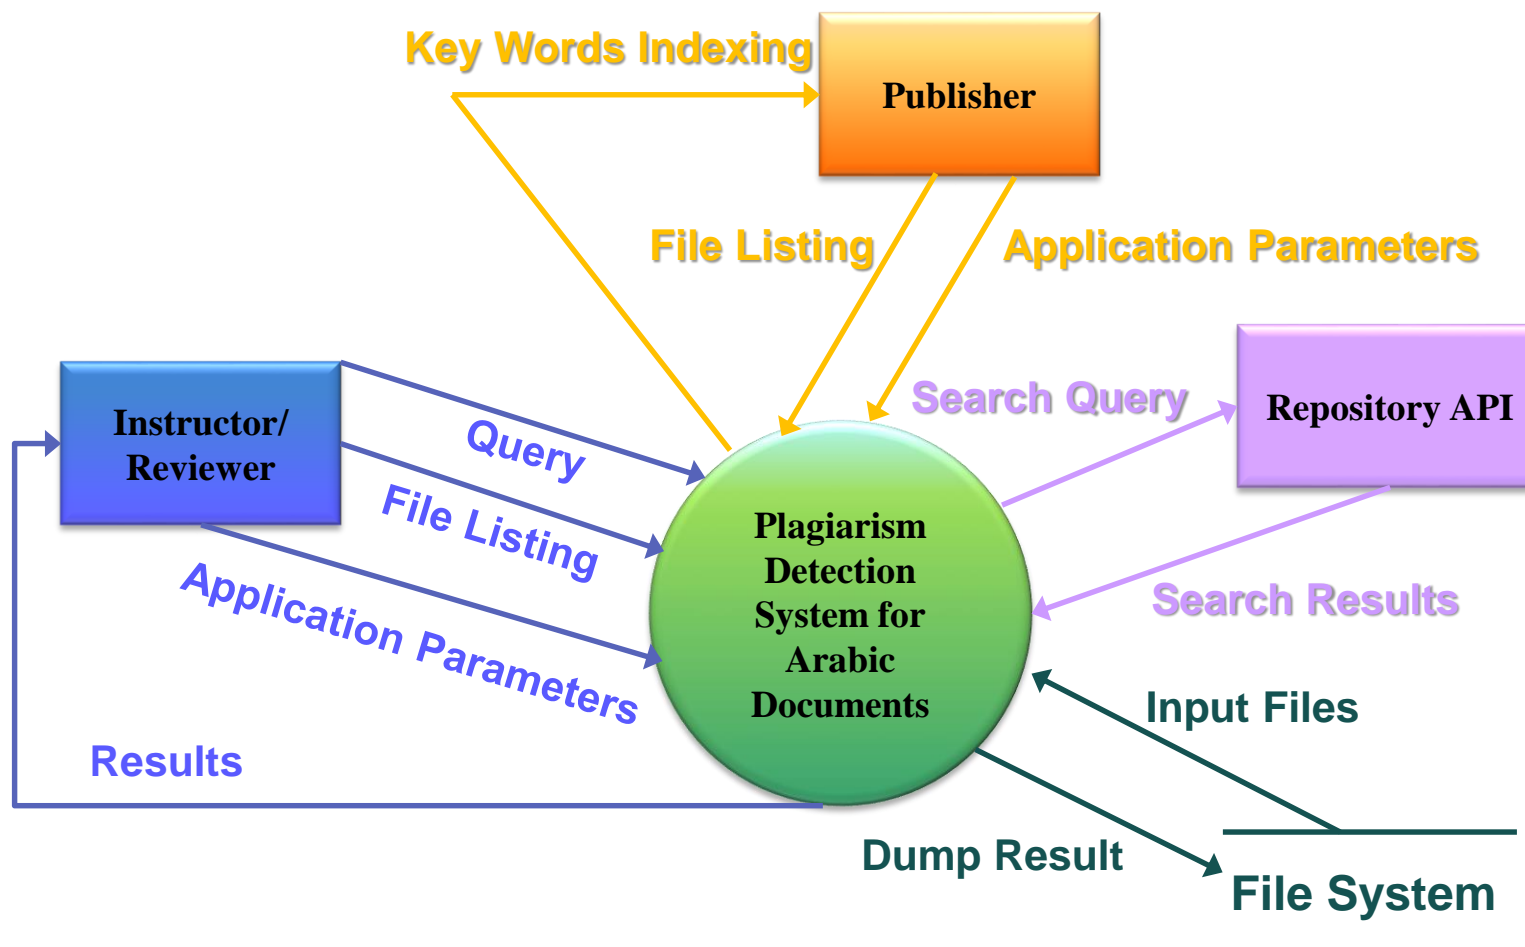 Key Words Indexing
Publisher
File Listing
Application Parameters
Instructor/
Reviewer
Query
File Listing
Application Parameters
Results
Search Query
Repository API
Search Results
Plagiarism
Detection
System for
Arabic
Documents
Input Files
Dump Result
File System